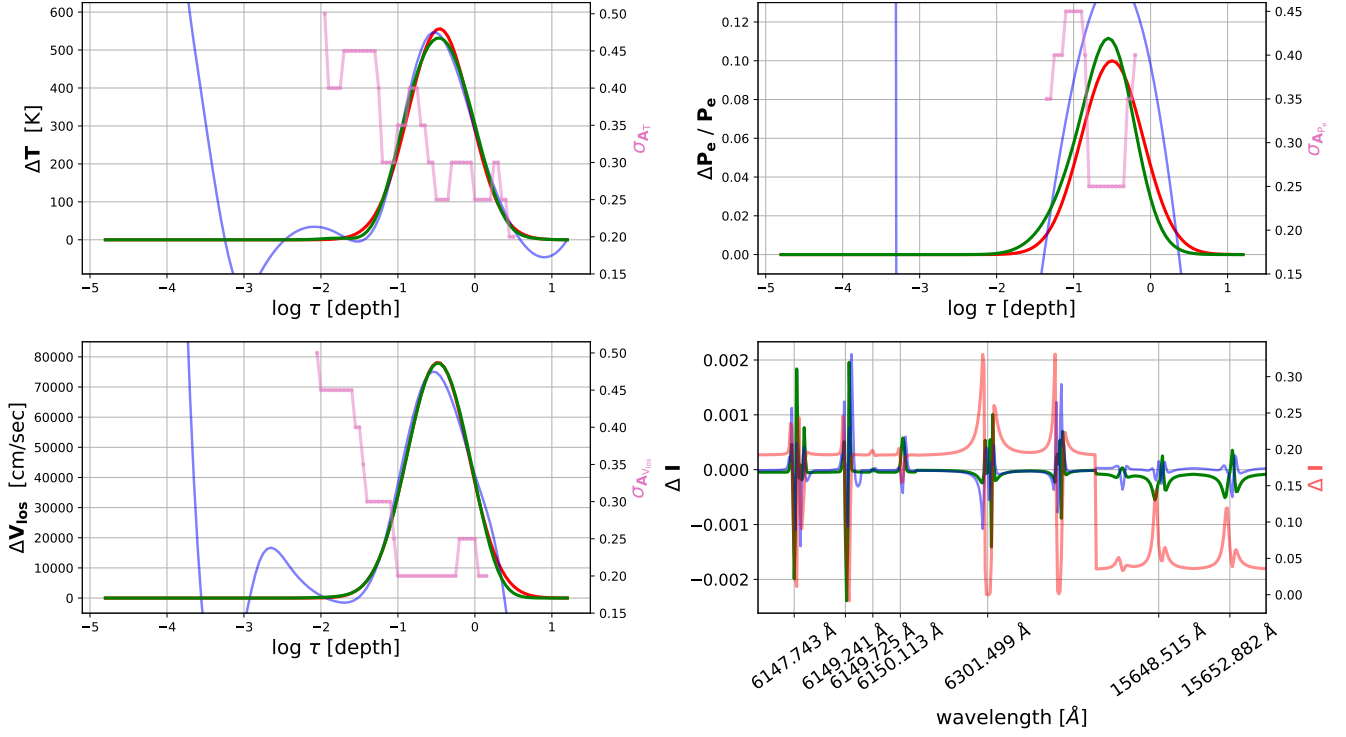 600
500
400
300
200
100
0
ΔT [K]
0.50
0.45
0.40
0.35
0.30
0.25
0.20
0.15
σ_A_T
−5 −4 −3 −2 −1 0 1
log τ [depth]
0.12
0.10
0.08
0.06
0.04
0.02
0.00
ΔP_e / P_e
0.45
0.40
0.35
0.30
0.25
0.20
0.15
σ_A_P_e
−5 −4 −3 −2 −1 0 1
log τ [depth]
80000
70000
60000
50000
40000
30000
20000
10000
0
ΔV_los [cm/sec]
0.50
0.45
0.40
0.35
0.30
0.25
0.20
0.15
σ_A_V_los
−5 −4 −3 −2 −1 0 1
log τ [depth]
0.002
0.001
0.000
−0.001
−0.002
Δ I
0.30
0.25
0.20
0.15
0.10
0.05
0.00
Δ I
6147.743 Å
6149.241 Å
6149.725 Å
6150.113 Å
6301.499 Å
15648.515 Å
15652.882 Å
wavelength [Å]